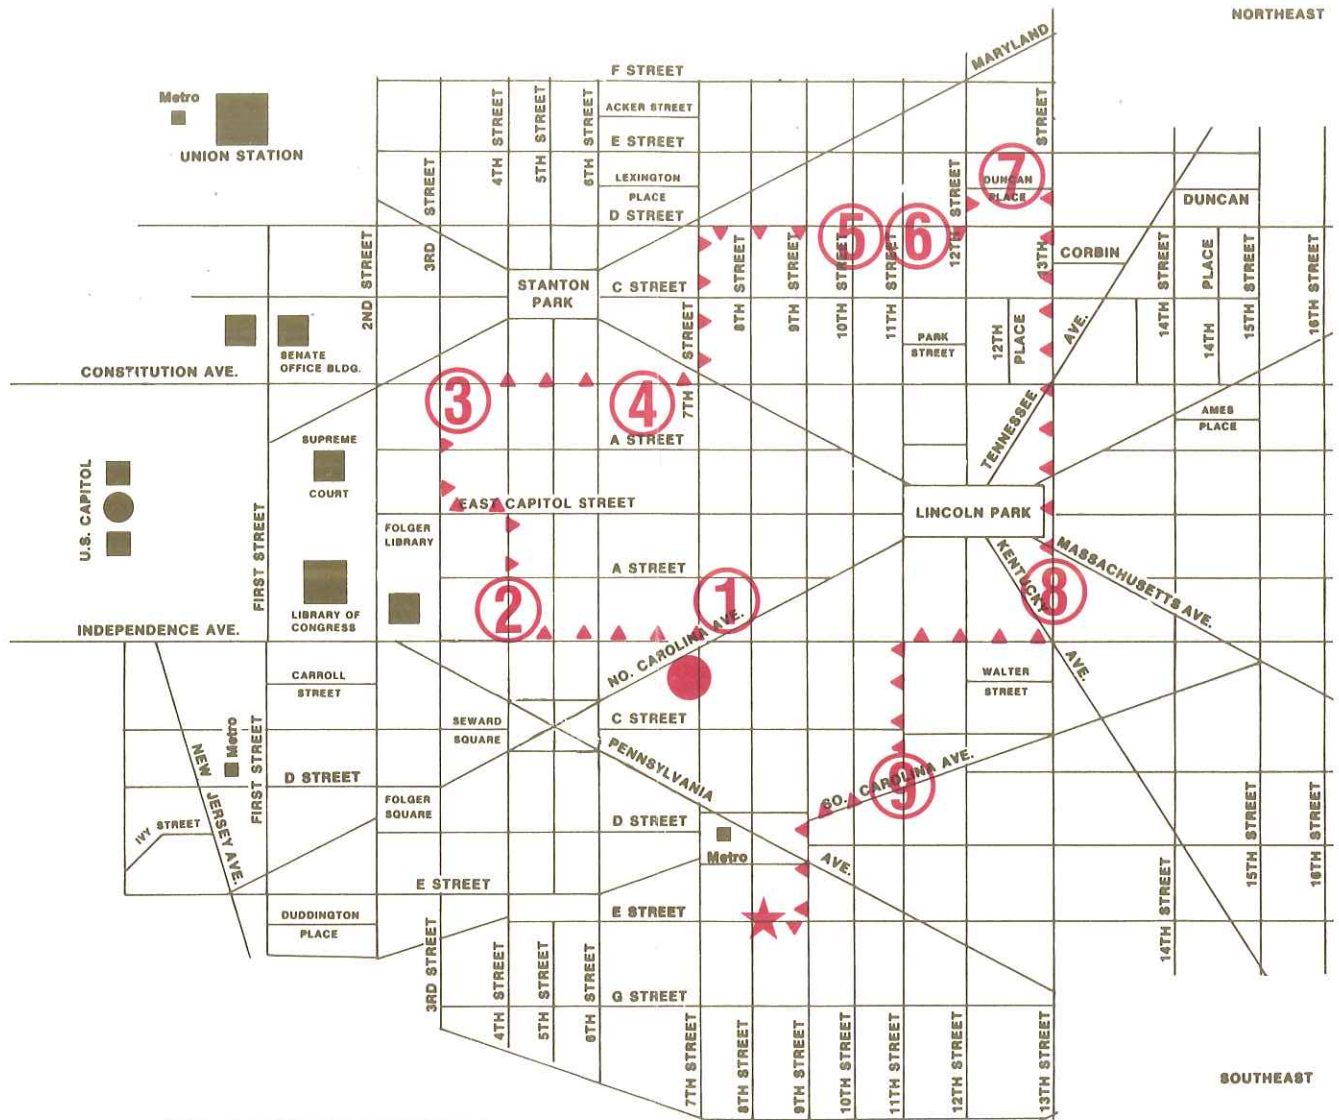 NORTHEAST
MARYLAND
F STREET
Metro
UNION STATION
ACKER STREET
E STREET
LEXINGTON
PLACE
D STREET
4TH STREET
5TH STREET
6TH STREET
3RD STREET
2ND STREET
STREET
12TH STREET
13TH
7
DUNCAN
PLACE
DUNCAN
5
6
CORBIN
STANTON
PARK
C STREET
7TH STREET
8TH STREET
9TH STREET
10TH STREET
11TH STREET
PARK
STREET
12TH PLACE
14TH STREET
14TH PLACE
15TH STREET
16TH STREET
SENATE
OFFICE BLDG.
CONSTITUTION AVE.
3
4
A STREET
TENNESSEE AVE.
AMES
PLACE
SUPREME
COURT
U.S. CAPITOL
EAST CAPITOL STREET
LINCOLN PARK
FOLGER
LIBRARY
FIRST STREET
A STREET
KENTUCKY AVE.
MASSACHUSETTS AVE.
LIBRARY OF
CONGRESS
2
1
8
INDEPENDENCE AVE.
NO. CAROLINA AVE.
CARROLL
STREET
WALTER
STREET
SEWARD
SQUARE
C STREET
Metro
NEW JERSEY AVE.
FIRST STREET
D STREET
PENNSYLVANIA AVE.
SO. CAROLINA AVE.
9
FOLGER
SQUARE
IVY STREET
D STREET
Metro
E STREET
E STREET
DUDDINGTON
PLACE
3RD STREET
4TH STREET
5TH STREET
6TH STREET
G STREET
7TH STREET
8TH STREET
9TH STREET
10TH STREET
11TH STREET
12TH STREET
13TH STREET
14TH STREET
15TH STREET
16TH STREET
SOUTHEAST